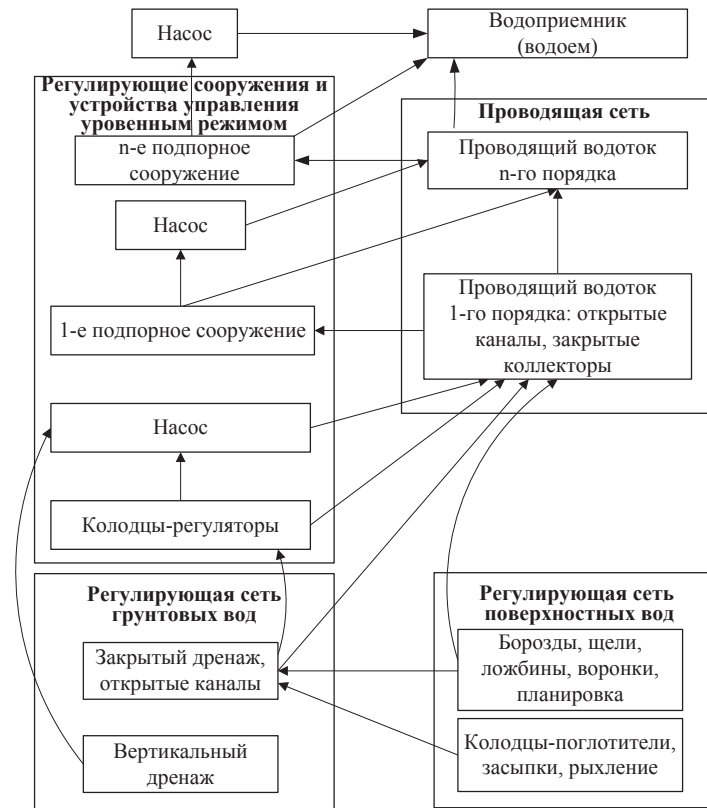 Насос
Водоприемник
(водоем)
Регулирующие сооружения и
устройства управления
уровенным режимом
n-е подпорное
сооружение
Насос
1-е подпорное сооружение
Насос
Колодцы-регуляторы
Проводящая сеть
Проводящий водоток
n-го порядка
Проводящий водоток
1-го порядка: открытые
каналы, закрытые
коллекторы
Регулирующая сеть
грунтовых вод
Закрытый дренаж,
открытые каналы
Вертикальный
дренаж
Регулирующая сеть
поверхностных вод
Борозды, щели,
ложбины, воронки,
планировка
Колодцы-поглотители,
засыпки, рыхление